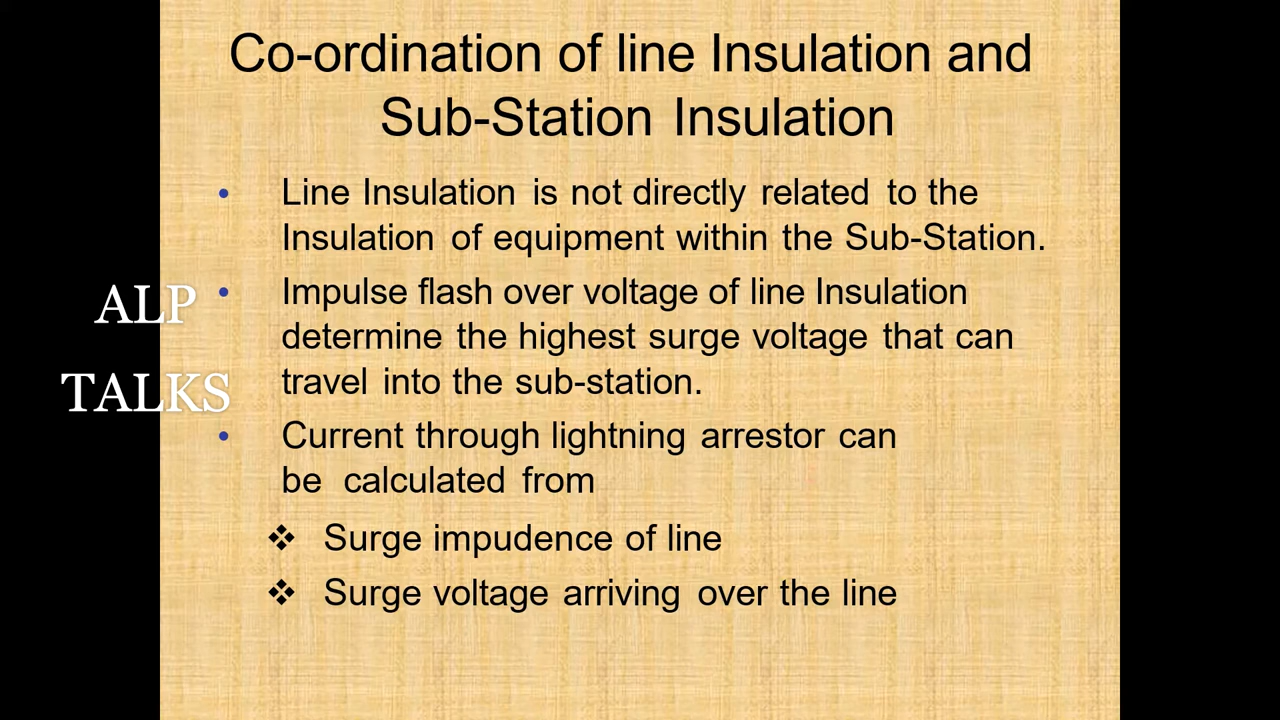 Co-ordination of line Insulation and
Sub-Station Insulation
• Line Insulation is not directly related to the
Insulation of equipment within the Sub-Station.
• Impulse flash over voltage of line Insulation
determine the highest surge voltage that can
travel into the sub-station.
• Current through lightning arrestor can
be calculated from
❖ Surge impudence of line
❖ Surge voltage arriving over the line
ALP
TALKS